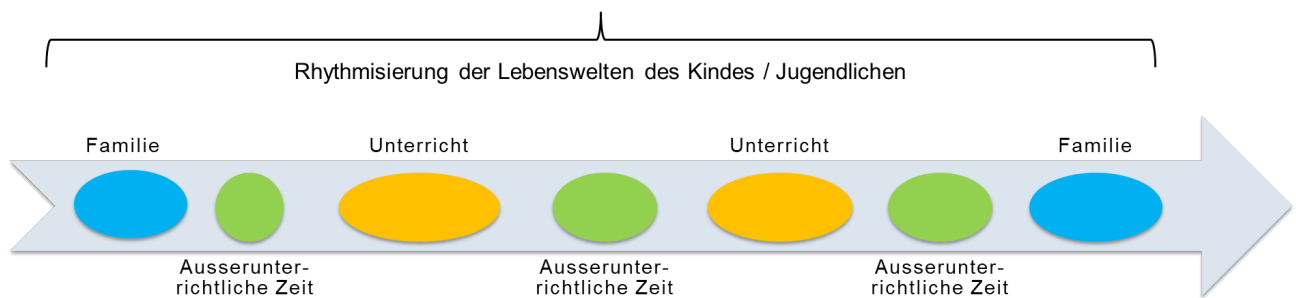 Rhythmisierung der Lebenswelten des Kindes / Jugendlichen
Familie
Unterricht
Unterricht
Familie
Ausserunter-
richtliche Zeit
Ausserunter-
richtliche Zeit
Ausserunter-
richtliche Zeit